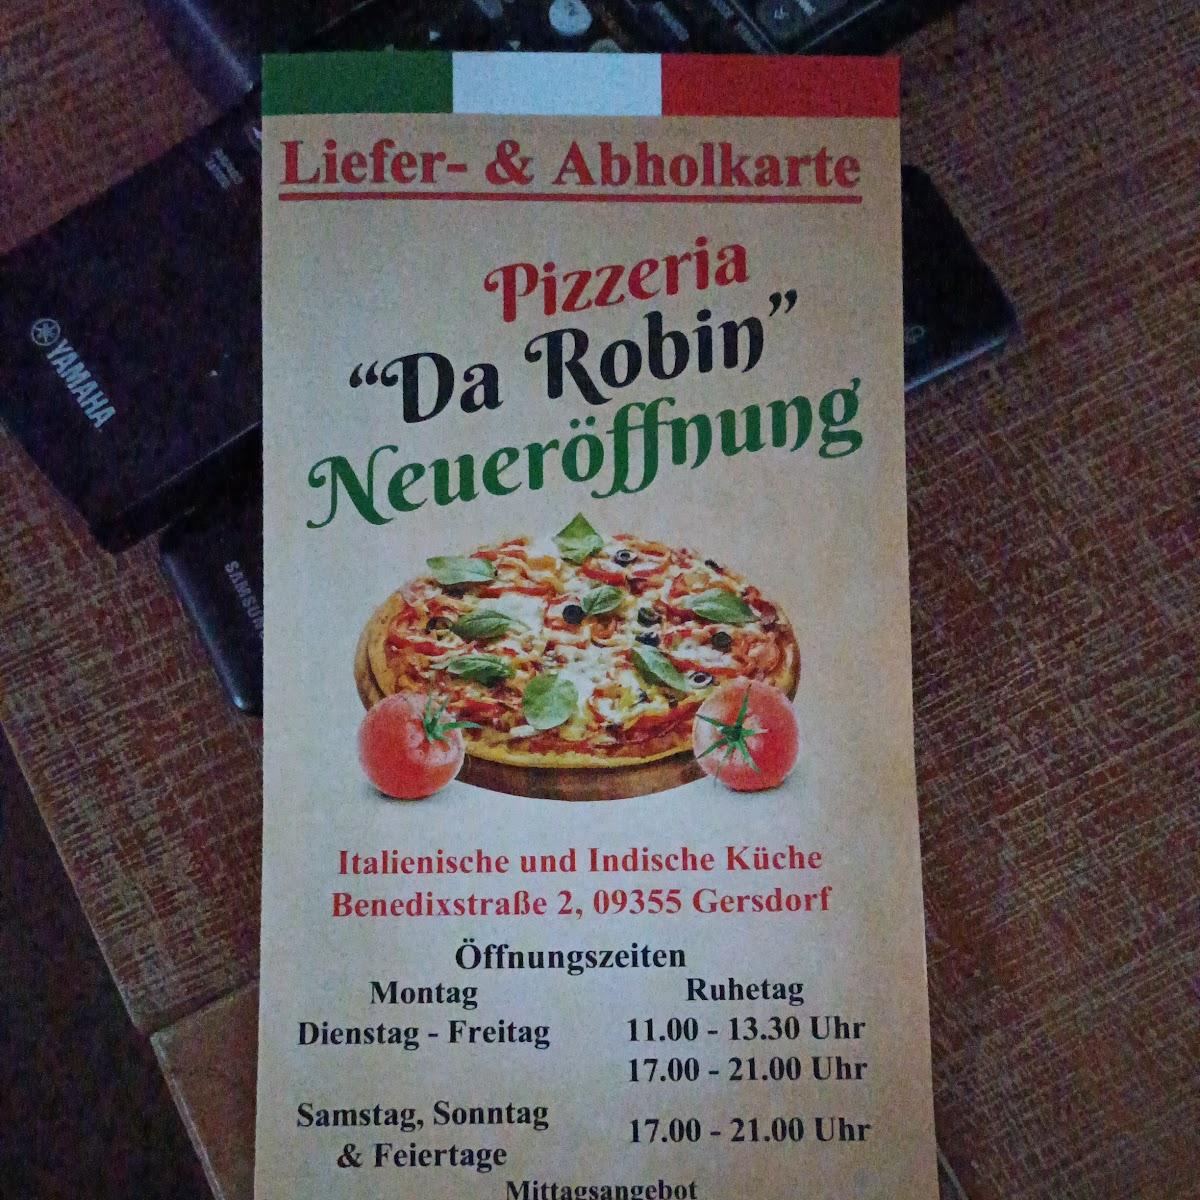 Liefer- & Abholkarte
Pizzeria
“Da Robin”
Neueröffnung
YAMAHA
SAMSUNG
Italienische und Indische Küche
Benedixstraße 2, 09355 Gersdorf
Öffnungszeiten
Montag Ruhetag
Dienstag - Freitag 11.00 - 13.30 Uhr
17.00 - 21.00 Uhr
Samstag, Sonntag
& Feiertage 17.00 - 21.00 Uhr
Mittagsangebot